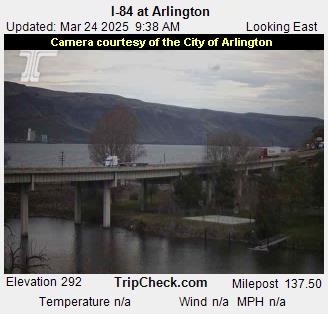 I-84 at Arlington
Updated: Mar 24 2025 9:38 AM Looking East
Camera courtesy of the City of Arlington
Elevation 292 TripCheck.com Milepost 137.50
Temperature n/a Wind n/a MPH n/a